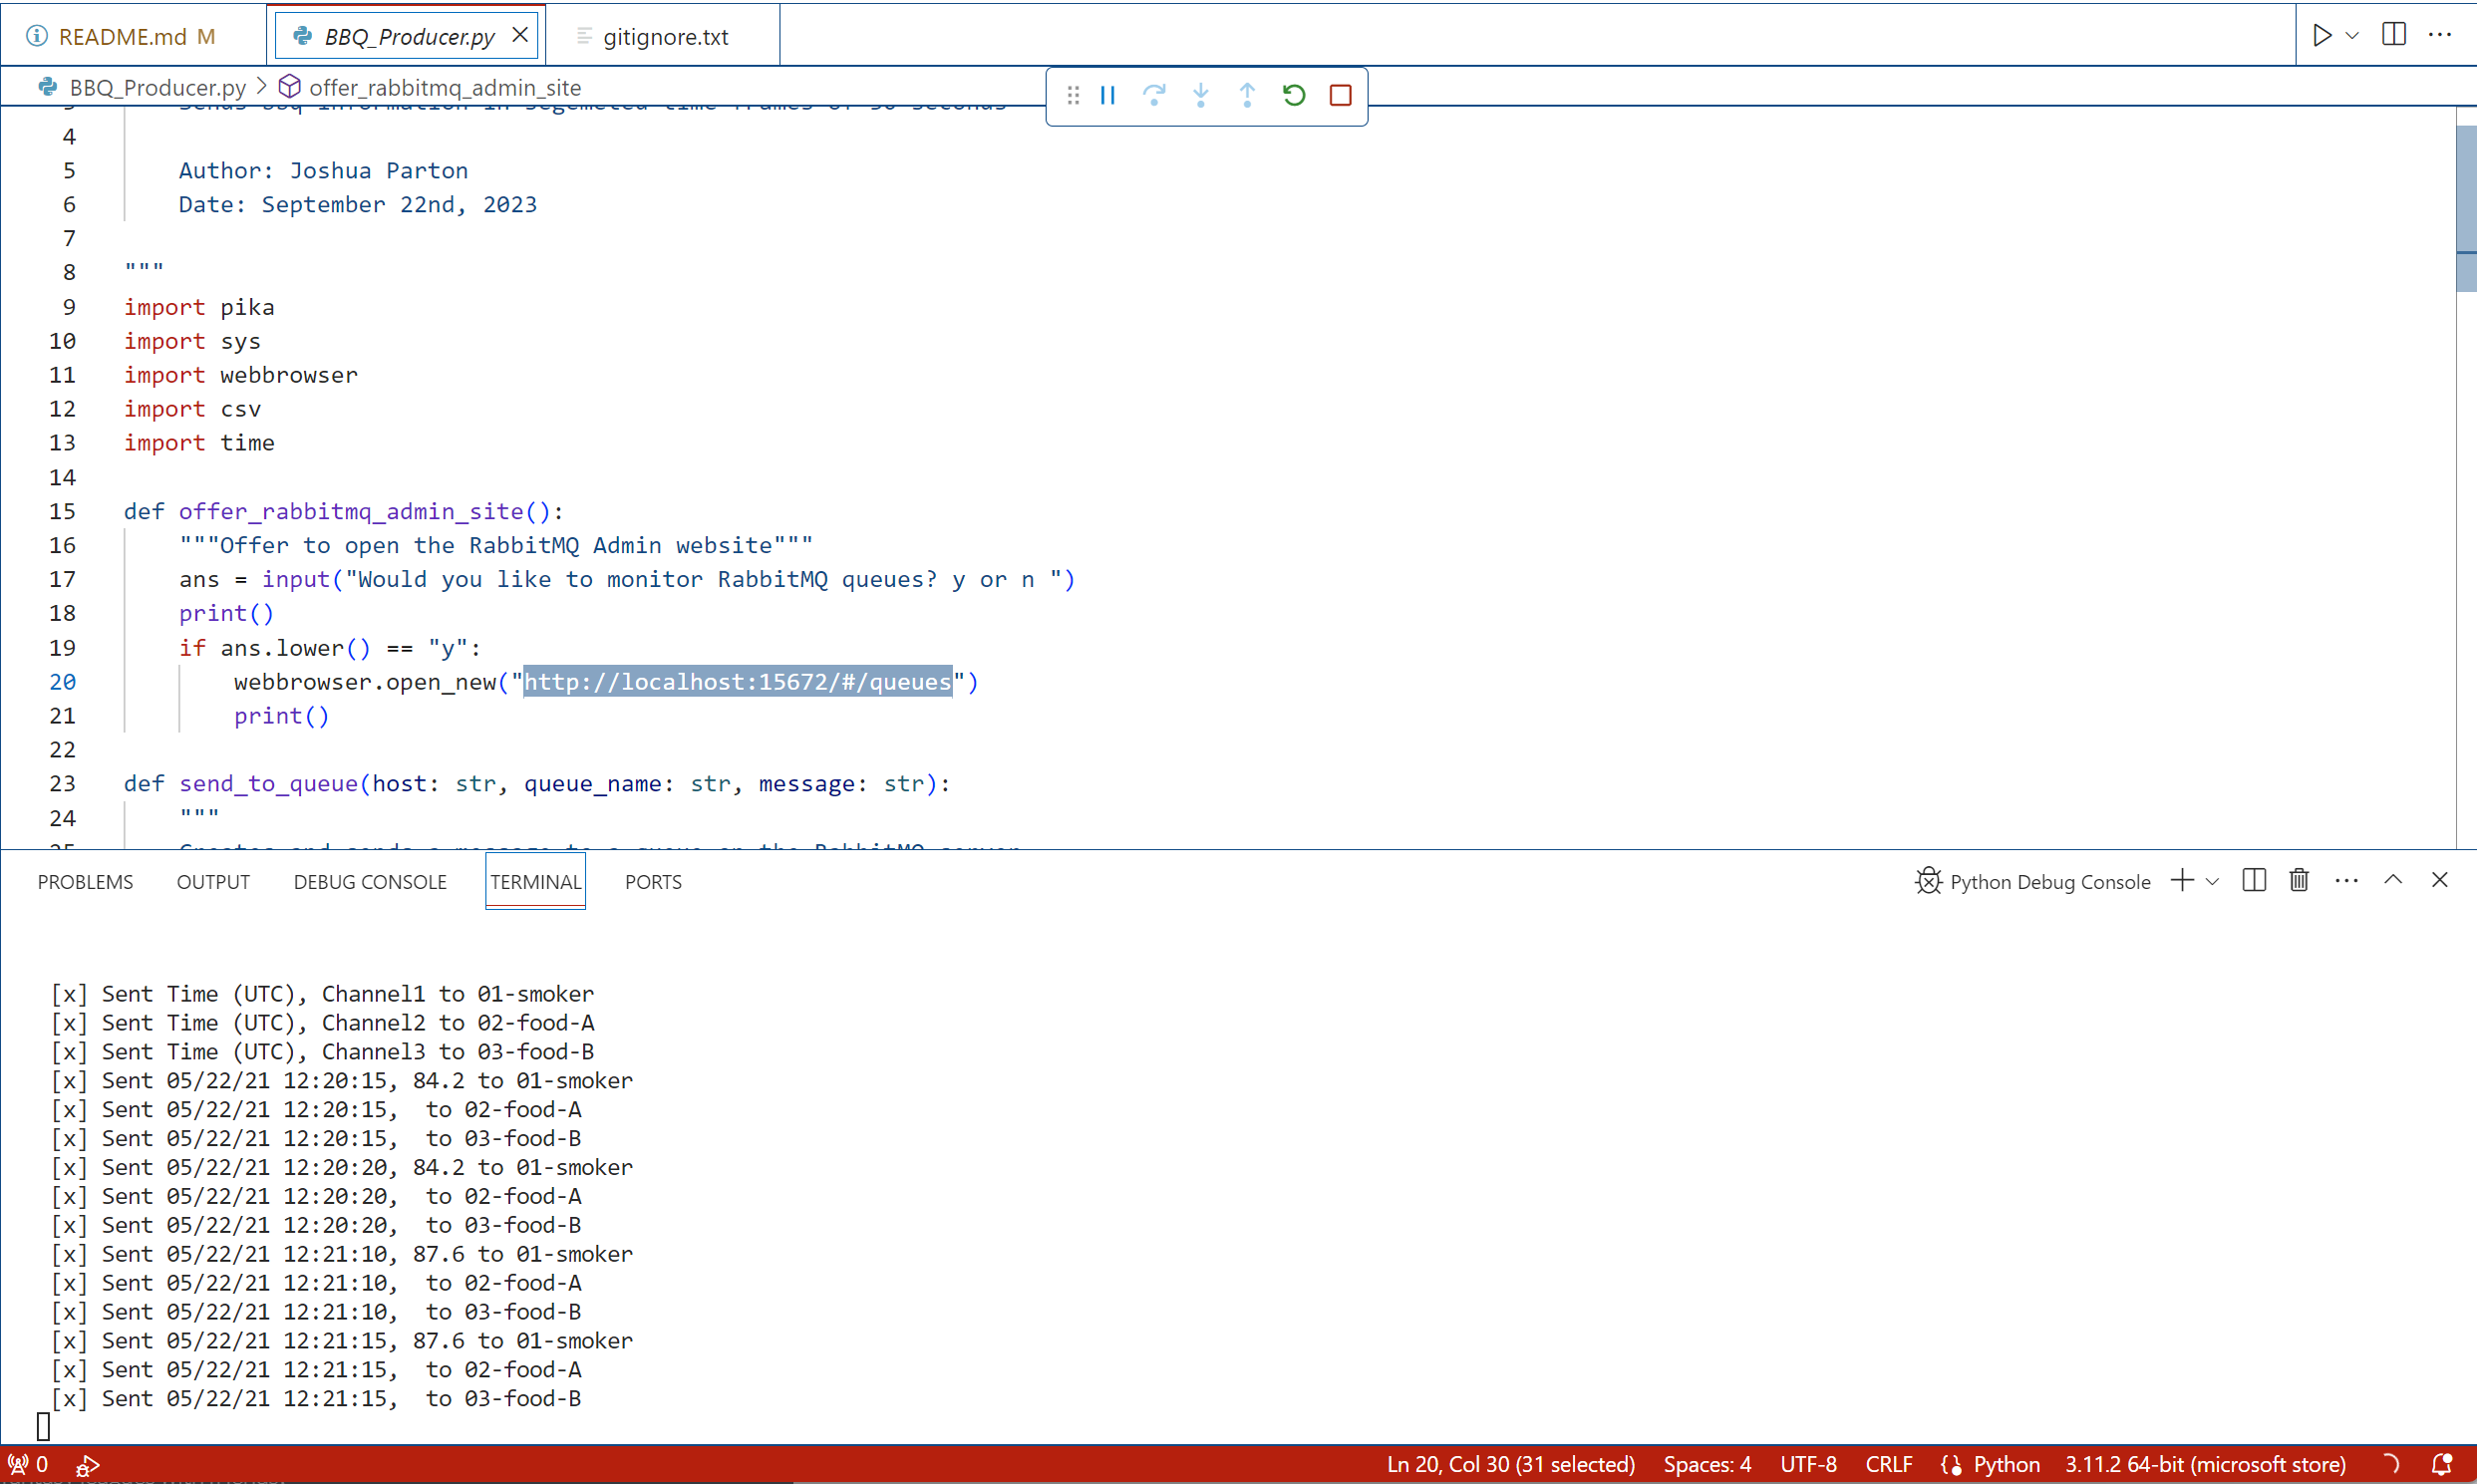 README.md M
BBQ_Producer.py
gitignore.txt
BBQ_Producer.py > offer_rabbitmq_admin_site
4
5 Author: Joshua Parton
6 Date: September 22nd, 2023
7
8 """
9 import pika
10 import sys
11 import webbrowser
12 import csv
13 import time
14
15 def offer_rabbitmq_admin_site():
16 """Offer to open the RabbitMQ Admin website"""
17 ans = input("Would you like to monitor RabbitMQ queues? y or n ")
18 print()
19 if ans.lower() == "y":
20 webbrowser.open_new("http://localhost:15672/#/queues")
21 print()
22
23 def send_to_queue(host: str, queue_name: str, message: str):
24 """
PROBLEMS OUTPUT DEBUG CONSOLE TERMINAL PORTS
Python Debug Console
[x] Sent Time (UTC), Channel1 to 01-smoker
[x] Sent Time (UTC), Channel2 to 02-food-A
[x] Sent Time (UTC), Channel3 to 03-food-B
[x] Sent 05/22/21 12:20:15, 84.2 to 01-smoker
[x] Sent 05/22/21 12:20:15,  to 02-food-A
[x] Sent 05/22/21 12:20:15,  to 03-food-B
[x] Sent 05/22/21 12:20:20, 84.2 to 01-smoker
[x] Sent 05/22/21 12:20:20,  to 02-food-A
[x] Sent 05/22/21 12:20:20,  to 03-food-B
[x] Sent 05/22/21 12:21:10, 87.6 to 01-smoker
[x] Sent 05/22/21 12:21:10,  to 02-food-A
[x] Sent 05/22/21 12:21:10,  to 03-food-B
[x] Sent 05/22/21 12:21:15, 87.6 to 01-smoker
[x] Sent 05/22/21 12:21:15,  to 02-food-A
[x] Sent 05/22/21 12:21:15,  to 03-food-B
0 Ln 20, Col 30 (31 selected) Spaces: 4 UTF-8 CRLF Python 3.11.2 64-bit (microsoft store)